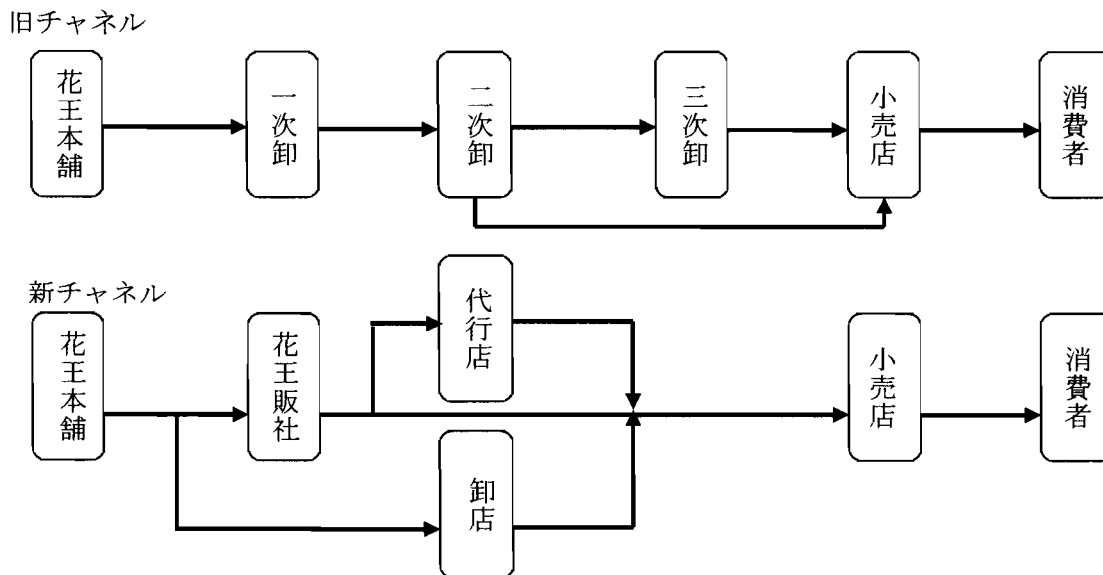 旧チャネル
花王本舗
一次卸
二次卸
三次卸
小売店
消費者
新チャネル
花王本舗
花王販社
代行店
卸店
小売店
消費者